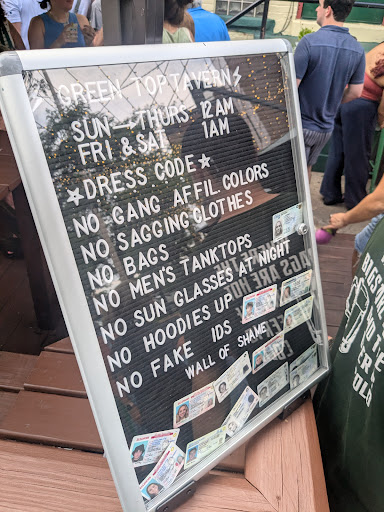 ⚡GREEN TOP TAVERN⚡
SUN—THURS 12AM
FRI & SAT 1AM
★DRESS CODE★
NO GANG AFFIL. COLORS
NO SAGGING CLOTHES
NO BAGS
NO MEN'S TANKTOPS
NO SUN GLASSES AT NIGHT
NO HOODIES UP
NO FAKE IDS
WALL OF SHAME